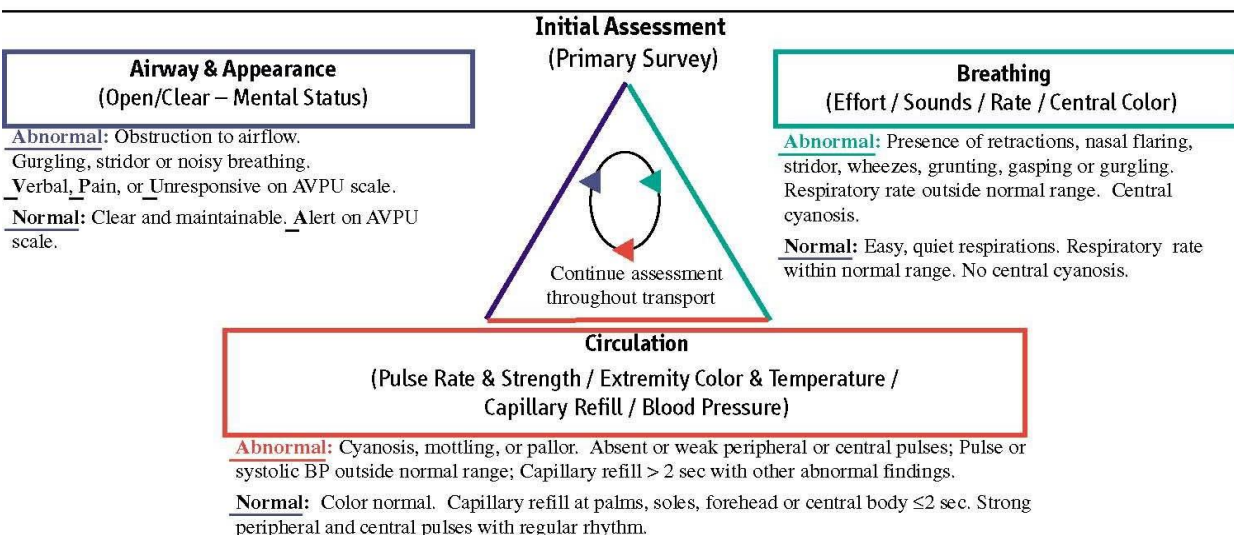 Initial Assessment
(Primary Survey)
Airway & Appearance
(Open/Clear – Mental Status)
Abnormal: Obstruction to airflow.
Gurgling, stridor or noisy breathing.
Verbal, Pain, or Unresponsive on AVPU scale.
Normal: Clear and maintainable. Alert on AVPU
scale.
Breathing
(Effort / Sounds / Rate / Central Color)
Abnormal: Presence of retractions, nasal flaring,
stridor, wheezes, grunting, gasping or gurgling.
Respiratory rate outside normal range. Central
cyanosis.
Normal: Easy, quiet respirations. Respiratory rate
within normal range. No central cyanosis.
Continue assessment
throughout transport
Circulation
(Pulse Rate & Strength / Extremity Color & Temperature /
Capillary Refill / Blood Pressure)
Abnormal: Cyanosis, mottling, or pallor. Absent or weak peripheral or central pulses; Pulse or
systolic BP outside normal range; Capillary refill > 2 sec with other abnormal findings.
Normal: Color normal. Capillary refill at palms, soles, forehead or central body ≤2 sec. Strong
peripheral and central pulses with regular rhythm.